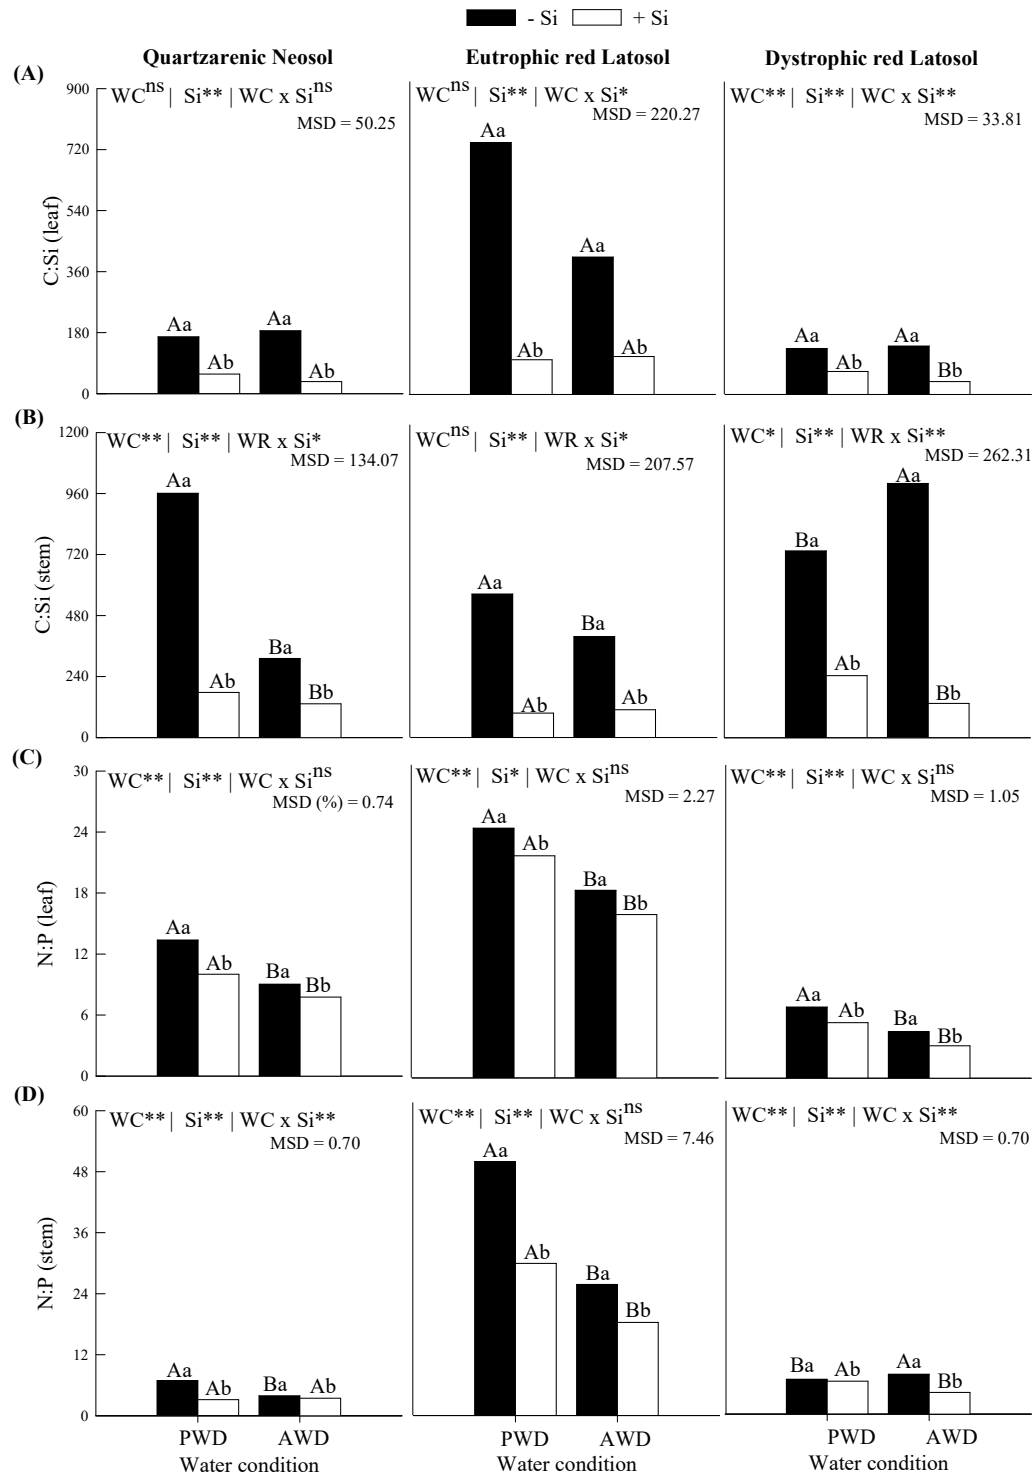 - Si + Si
Quartzarenic Neosol Eutrophic red Latosol Dystrophic red Latosol
(A)
C:Si (leaf)
900
720
540
360
180
0
WC^ns | Si** | WC x Si^ns
MSD = 50.25
Aa Ab Aa Ab
WC^ns | Si** | WC x Si*
MSD = 220.27
Aa Ab Aa Ab
WC** | Si** | WC x Si**
MSD = 33.81
Aa Ab Aa Bb
(B)
C:Si (stem)
1200
960
720
480
240
0
WC** | Si** | WR x Si*
MSD = 134.07
Aa Ab Ba Bb
WC^ns | Si** | WR x Si*
MSD = 207.57
Aa Ab Ba Ab
WC* | Si** | WR x Si**
MSD = 262.31
Ba Ab Aa Bb
(C)
N:P (leaf)
30
24
18
12
6
0
WC** | Si** | WC x Si^ns
MSD (%) = 0.74
Aa Ab Ba Bb
WC** | Si* | WC x Si^ns
MSD = 2.27
Aa Ab Ba Bb
WC** | Si** | WC x Si^ns
MSD = 1.05
Aa Ab Ba Bb
(D)
N:P (stem)
60
48
36
24
12
0
WC** | Si** | WC x Si**
MSD = 0.70
Aa Ab Ba Ab
WC** | Si** | WC x Si^ns
MSD = 7.46
Aa Ab Ba Bb
WC** | Si** | WC x Si**
MSD = 0.70
Ba Ab Aa Bb
PWD AWD PWD AWD PWD AWD
Water condition Water condition Water condition